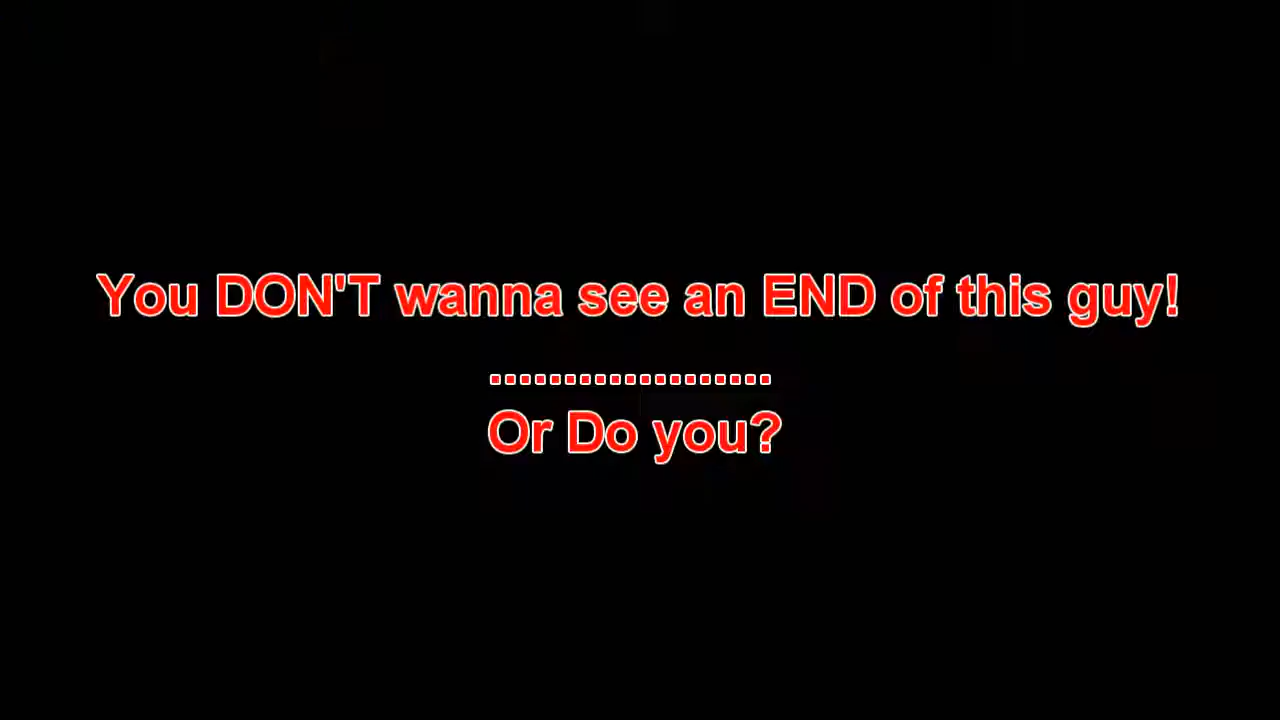 You DON'T wanna see an END of this guy!
...................
Or Do you?